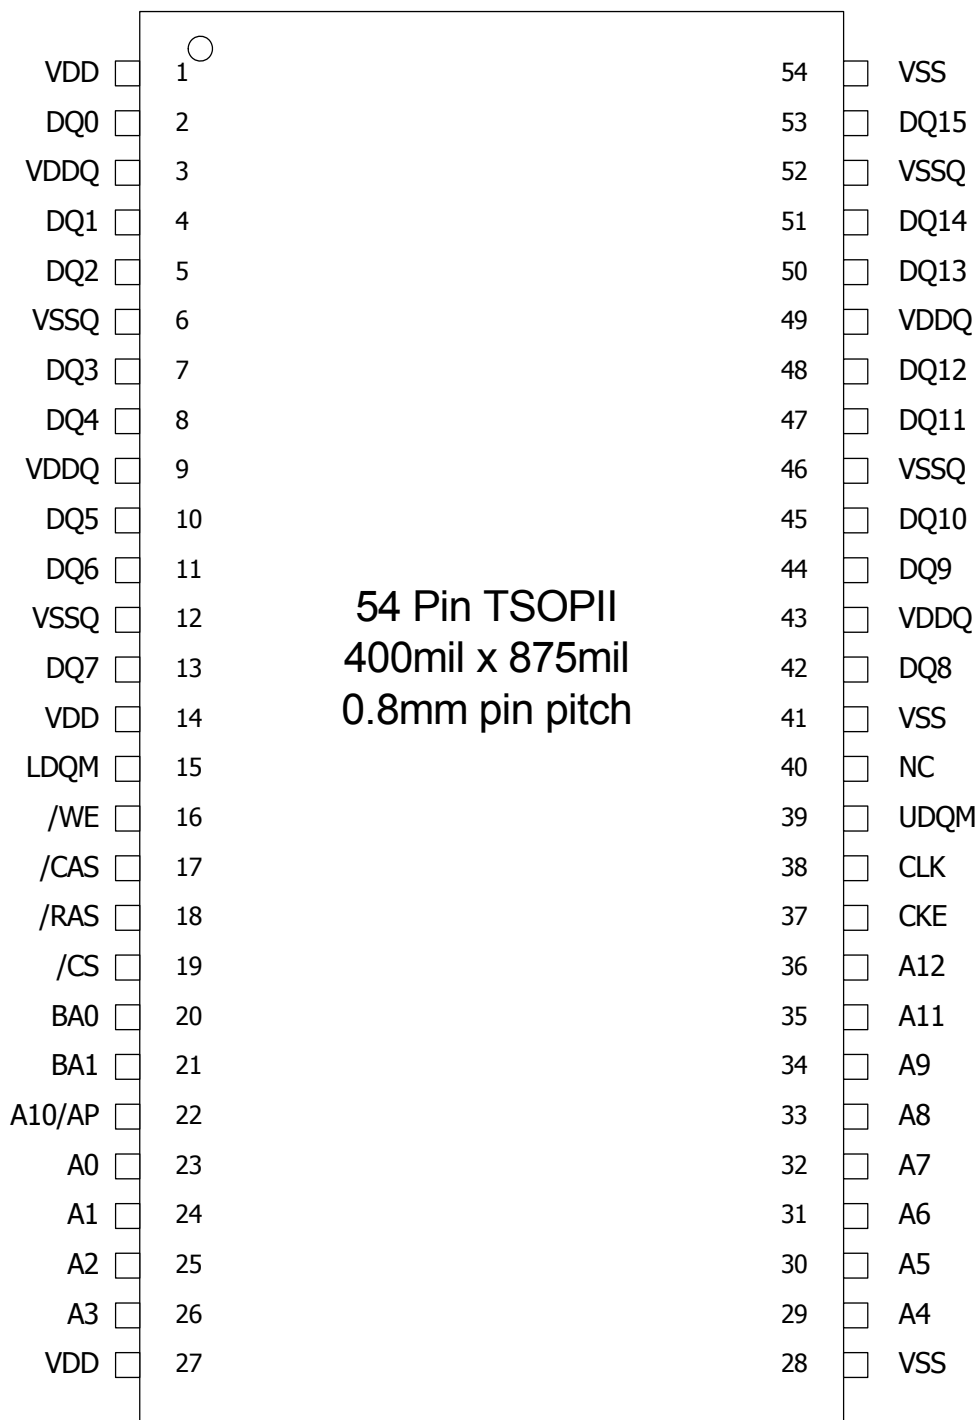 VDD 1 54 VSS
DQ0 2 53 DQ15
VDDQ 3 52 VSSQ
DQ1 4 51 DQ14
DQ2 5 50 DQ13
VSSQ 6 49 VDDQ
DQ3 7 48 DQ12
DQ4 8 47 DQ11
VDDQ 9 46 VSSQ
DQ5 10 45 DQ10
DQ6 11 44 DQ9
VSSQ 12 43 VDDQ
DQ7 13 42 DQ8
VDD 14 41 VSS
LDQM 15 40 NC
/WE 16 39 UDQM
/CAS 17 38 CLK
/RAS 18 37 CKE
/CS 19 36 A12
BA0 20 35 A11
BA1 21 34 A9
A10/AP 22 33 A8
A0 23 32 A7
A1 24 31 A6
A2 25 30 A5
A3 26 29 A4
VDD 27 28 VSS
54 Pin TSOPII
400mil x 875mil
0.8mm pin pitch